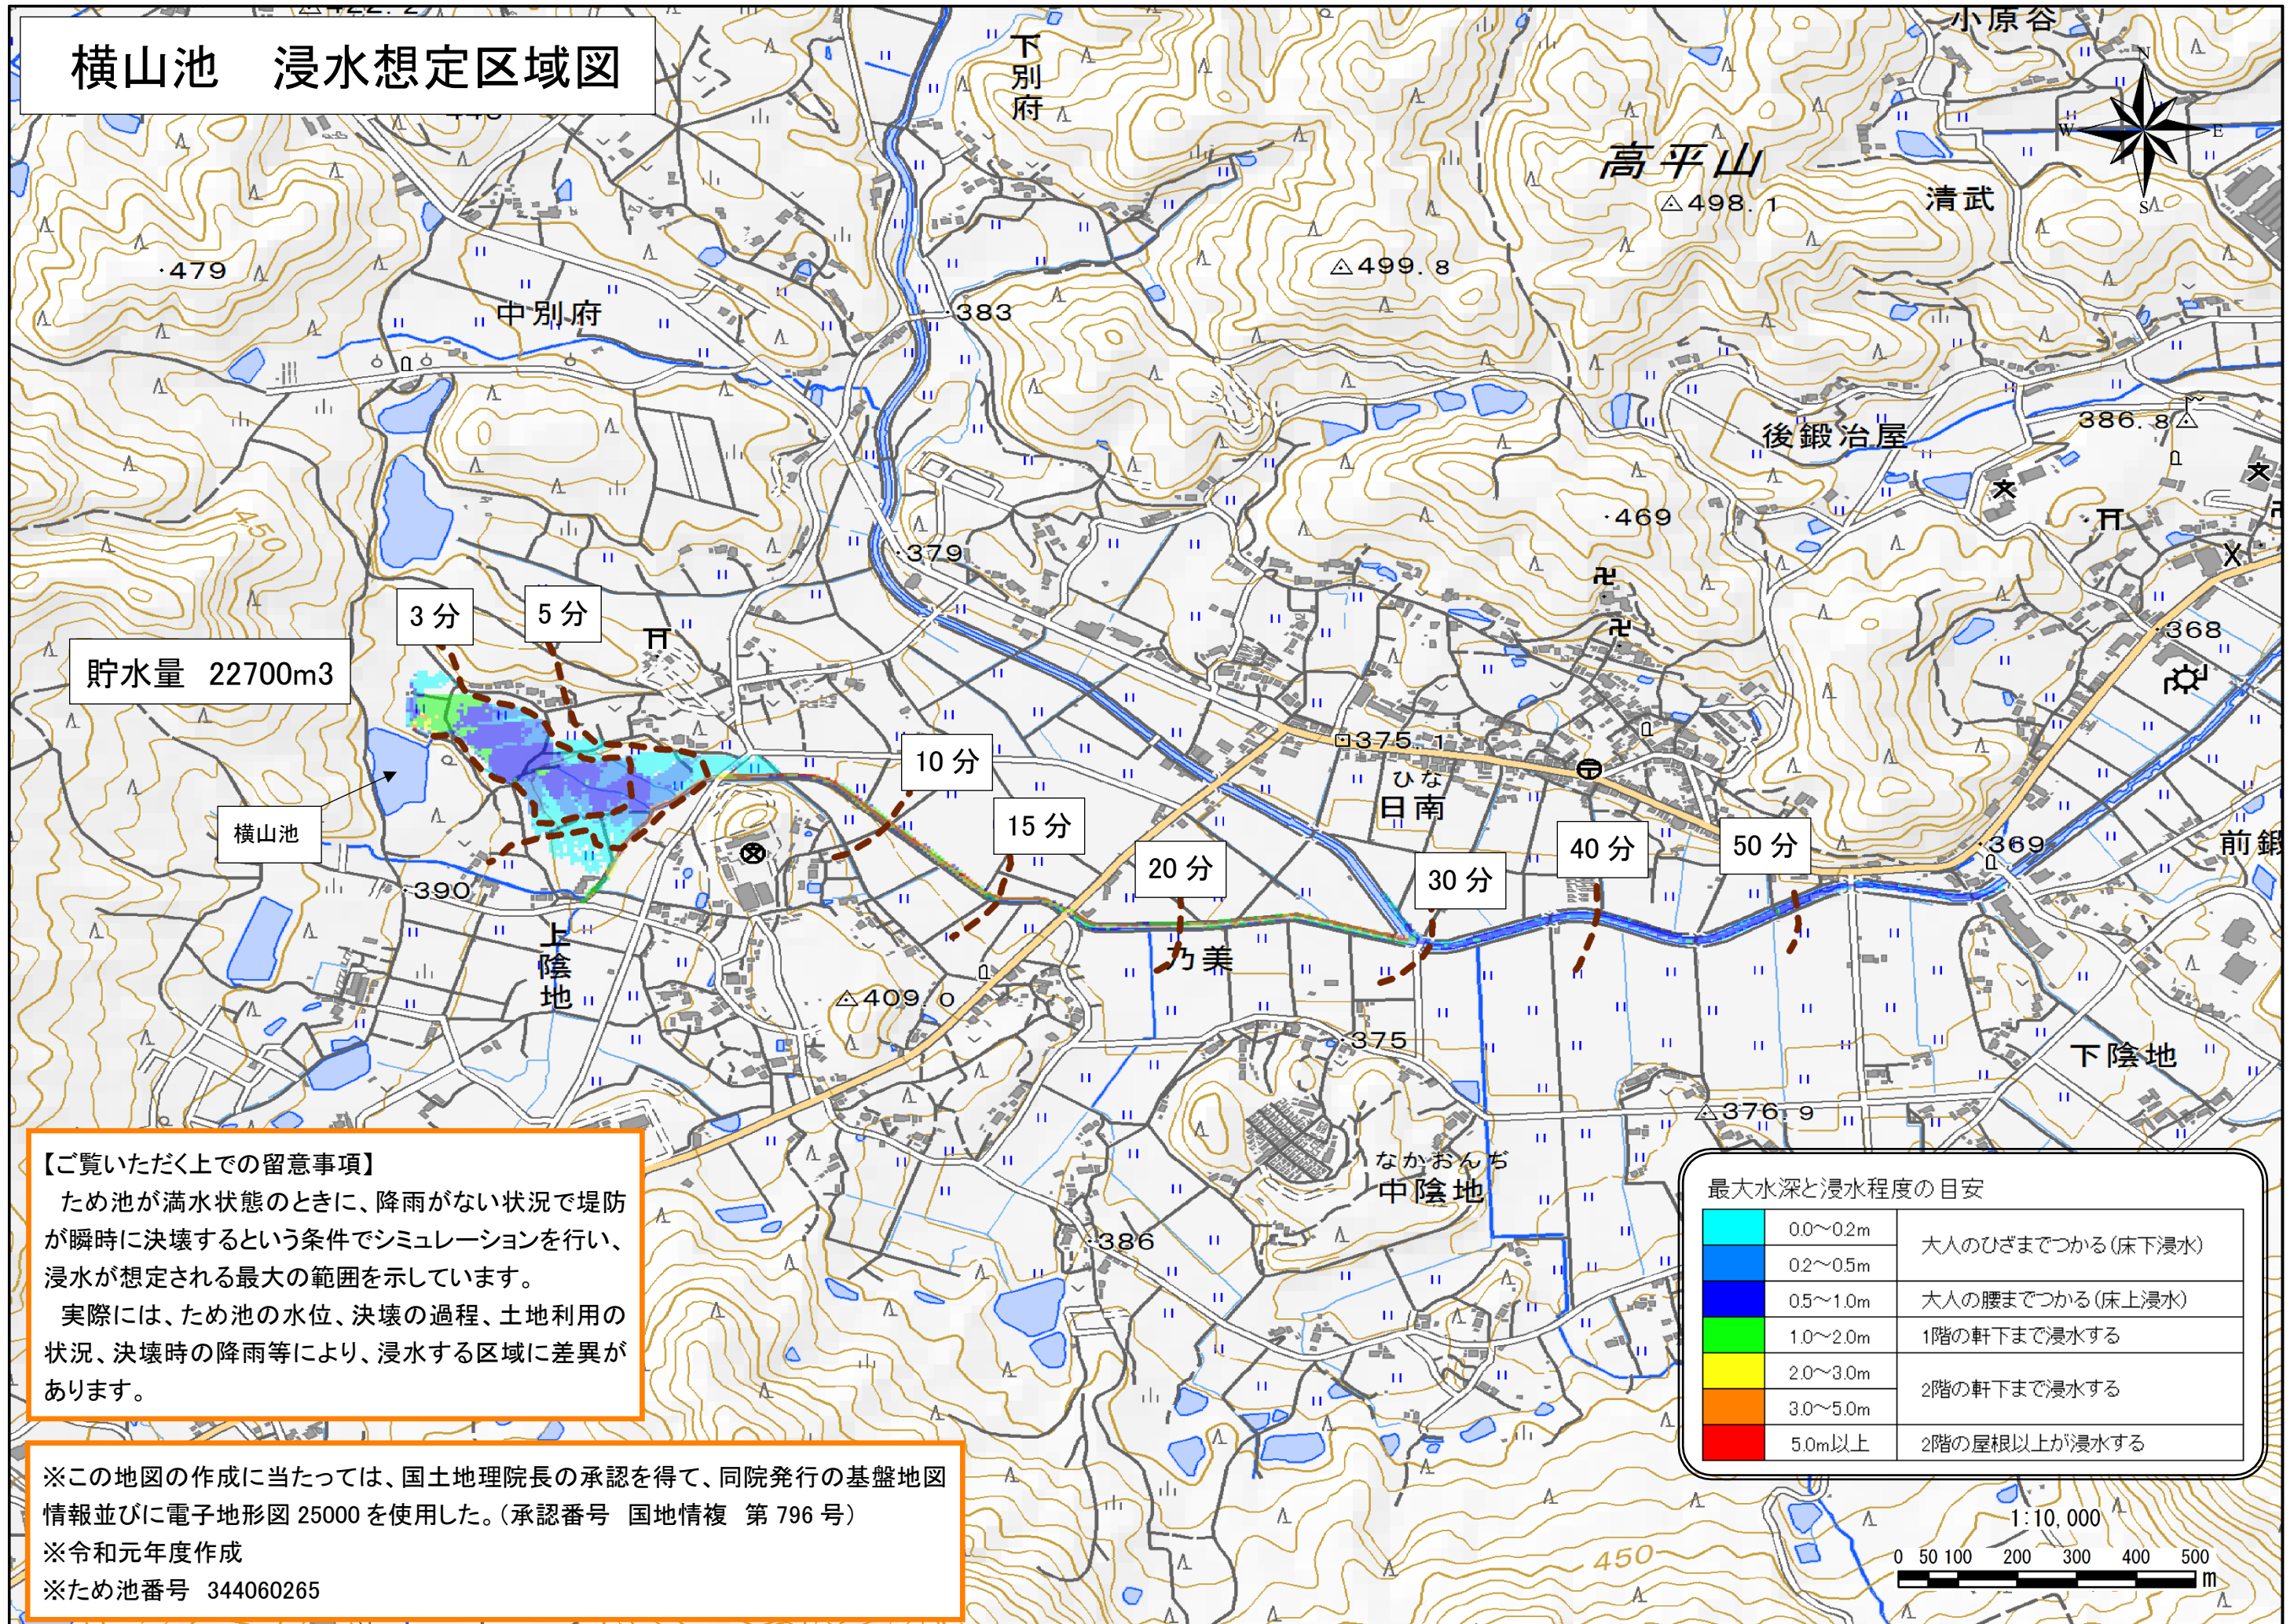 横山池　浸水想定区域図
小原谷
下別府
N
W
E
S
高平山
498.1
清武
479
499.8
中別府
383
後鍛冶屋
386.8
450
469
379
3分
5分
368
貯水量 22700m3
10分
375.1
ひな
日南
横山池
15分
20分
30分
40分
50分
369
前鍛
390
上陰地
乃美
409.0
375
下陰地
376.9
なかおんぢ
中陰地
386
【ご覧いただく上での留意事項】
ため池が満水状態のときに、降雨がない状況で堤防
が瞬時に決壊するという条件でシミュレーションを行い、
浸水が想定される最大の範囲を示しています。
実際には、ため池の水位、決壊の過程、土地利用の
状況、決壊時の降雨等により、浸水する区域に差異が
あります。
最大水深と浸水程度の目安
0.0～0.2m
大人のひざまでつかる(床下浸水)
0.2～0.5m
0.5～1.0m 大人の腰までつかる(床上浸水)
1.0～2.0m 1階の軒下まで浸水する
2.0～3.0m
2階の軒下まで浸水する
3.0～5.0m
5.0m以上 2階の屋根以上が浸水する
※この地図の作成に当たっては、国土地理院長の承認を得て、同院発行の基盤地図
情報並びに電子地形図 25000 を使用した。（承認番号　国地情複　第 796 号）
※令和元年度作成
※ため池番号 344060265
450
1:10,000
0 50 100 200 300 400 500
m